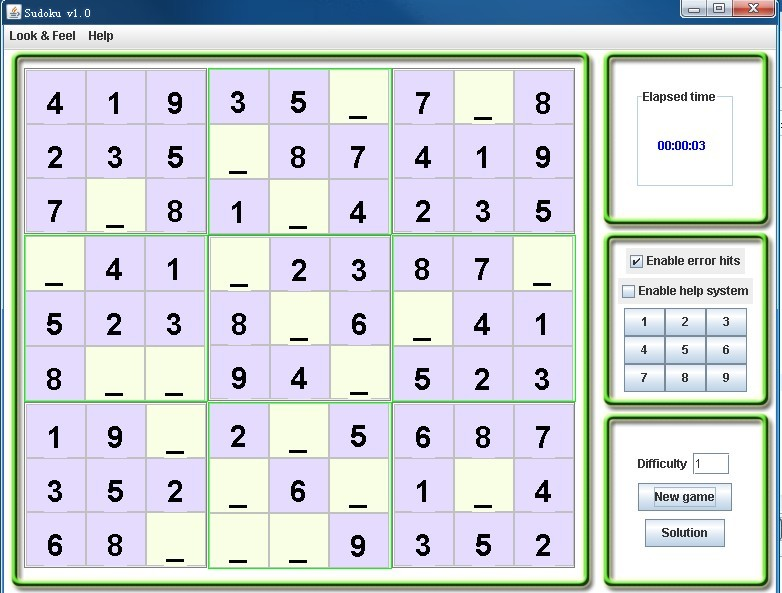 Sudoku v1.0
Look & Feel Help
4 1 9 3 5 _ 7 _ 8
2 3 5 _ 8 7 4 1 9
7 _ 8 1 _ 4 2 3 5
_ 4 1 _ 2 3 8 7 _
5 2 3 8 _ 6 _ 4 1
8 _ _ 9 4 _ 5 2 3
1 9 _ 2 _ 5 6 8 7
3 5 2 _ 6 _ 1 _ 4
6 8 _ _ _ 9 3 5 2
Elapsed time
00:00:03
Enable error hits
Enable help system
1 2 3
4 5 6
7 8 9
Difficulty 1
New game
Solution